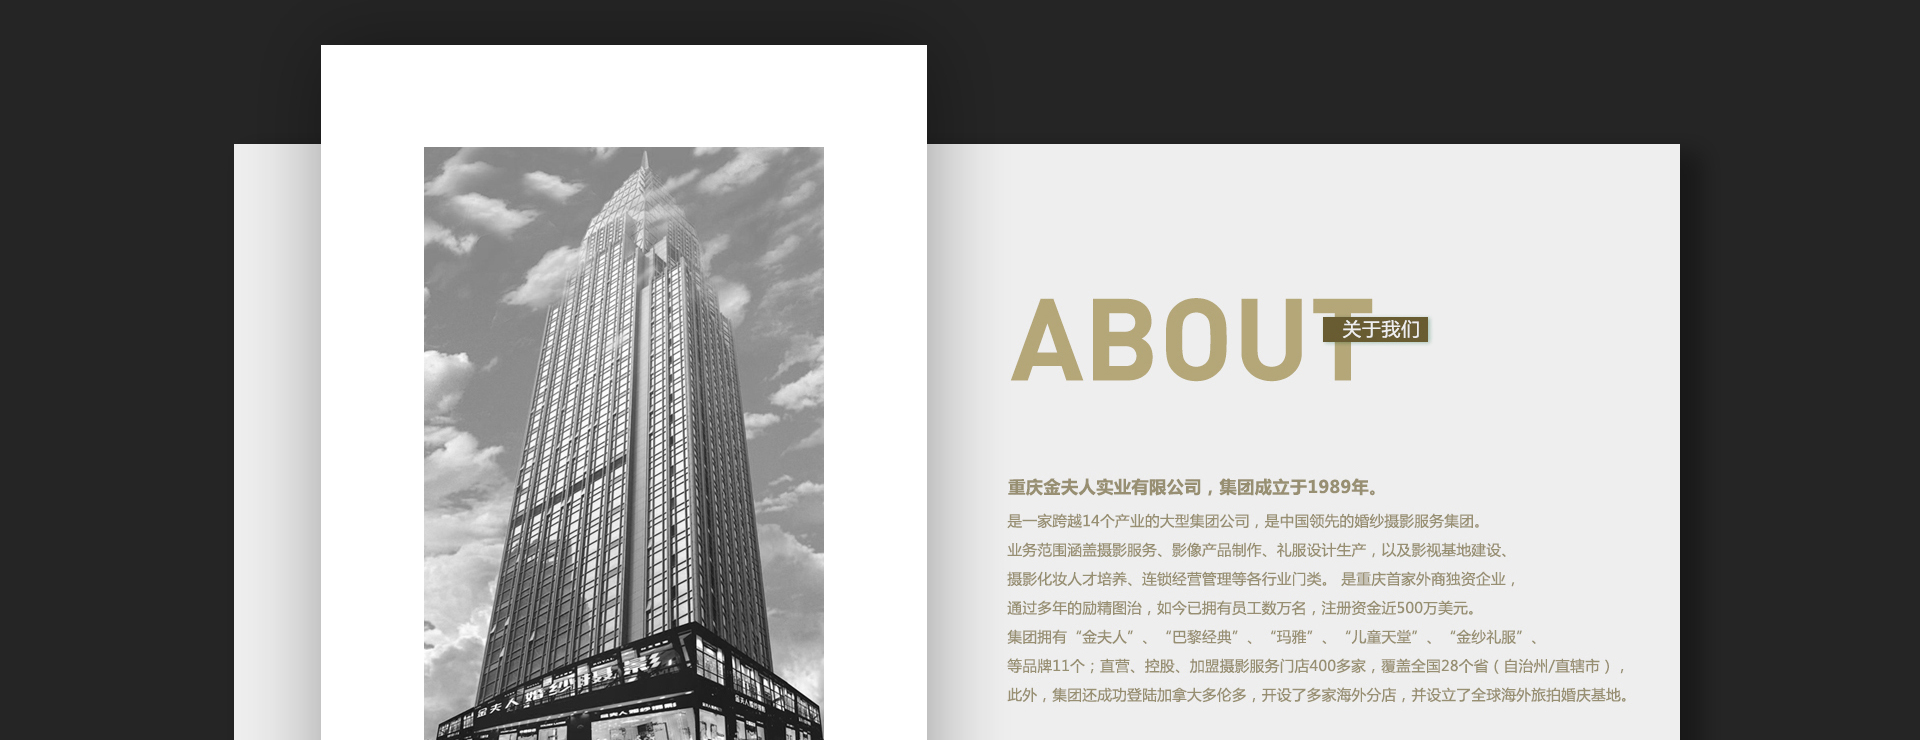 ABOUT
关于我们
重庆金夫人实业有限公司，集团成立于1989年。
是一家跨越14个产业的大型集团公司，是中国领先的婚纱摄影服务集团。
业务范围涵盖摄影服务、影像产品制作、礼服设计生产，以及影视基地建设、
摄影化妆人才培养、连锁经营管理等各行业门类。 是重庆首家外商独资企业，
通过多年的励精图治，如今已拥有员工数万名，注册资金近500万美元。
集团拥有“金夫人”、“巴黎经典”、“玛雅”、“儿童天堂”、“金纱礼服”、
等品牌11个；直营、控股、加盟摄影服务门店400多家，覆盖全国28个省（自治州/直辖市），
此外，集团还成功登陆加拿大多伦多，开设了多家海外分店，并设立了全球海外旅拍婚庆基地。
金夫人婚纱摄影